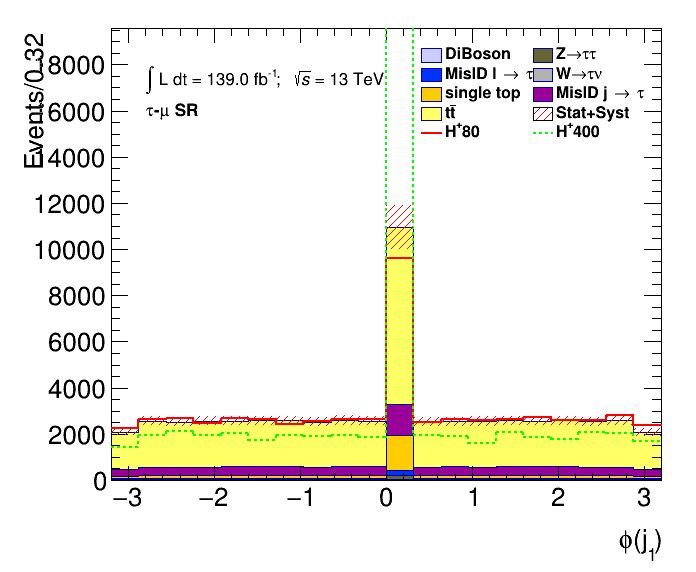 Events/0.32
∫ L dt = 139.0 fb⁻¹; √s = 13 TeV
τ-μ SR
DiBoson
Z→ττ
MisID l → τ
W→τν
single top
MisID j → τ
tt̄
Stat+Syst
H⁺80
H⁺400
18000
16000
14000
12000
10000
8000
6000
4000
2000
0
−3 −2 −1 0 1 2 3
ϕ(j₁)